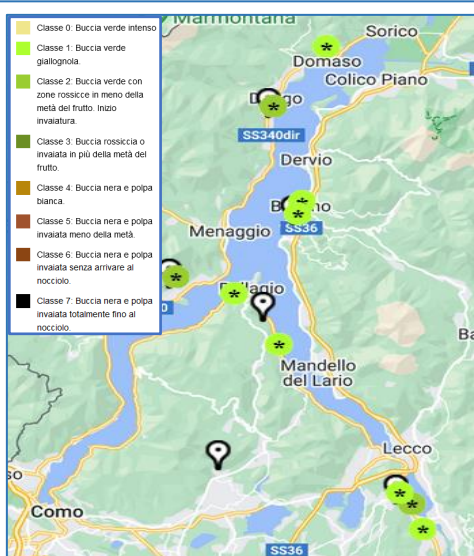 Classe 0: Buccia verde intenso
Classe 1: Buccia verde
giallognola.
Classe 2: Buccia verde con
zone rossicce in meno della
metà del frutto. Inizio
invaiatura.
Classe 3: Buccia rossiccia o
invaiata in più della metà del
frutto.
Classe 4: Buccia nera e polpa
bianca.
Classe 5: Buccia nera e polpa
invaiata meno della metà.
Classe 6: Buccia nera e polpa
invaiata senza arrivare al
nocciolo.
Classe 7: Buccia nera e polpa
invaiata totalmente fino al
nocciolo.
Marmontana
Sorico
Domaso
Colico Piano
SS340dir
Dervio
SS36
Menaggio
Mandello
del Lario
Lecco
Como
SS36